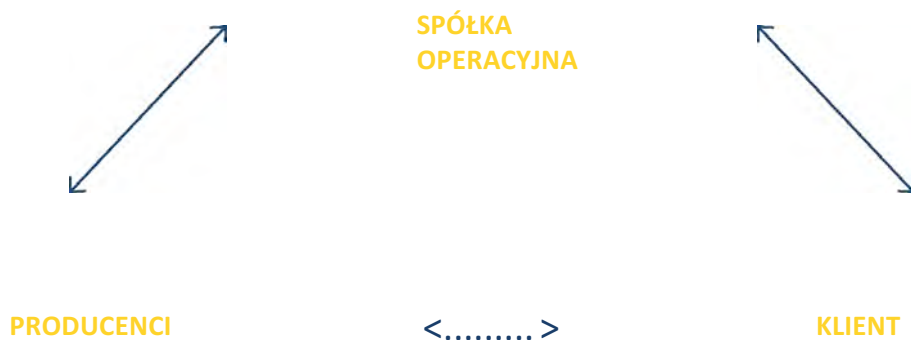 SPÓŁKA
OPERACYJNA
PRODUCENCI <......... > KLIENT